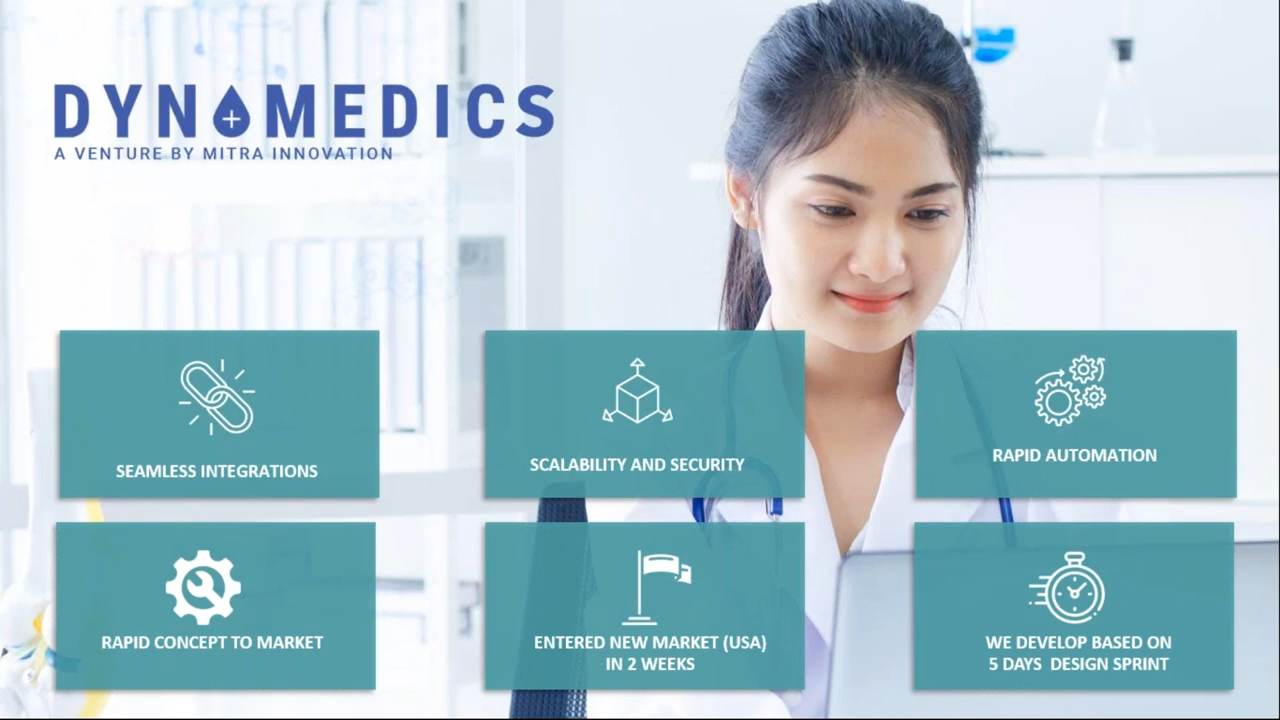 DYNAMEDICS
A VENTURE BY MITRA INNOVATION
SEAMLESS INTEGRATIONS
SCALABILITY AND SECURITY
RAPID AUTOMATION
RAPID CONCEPT TO MARKET
ENTERED NEW MARKET (USA)
IN 2 WEEKS
WE DEVELOP BASED ON
5 DAYS DESIGN SPRINT